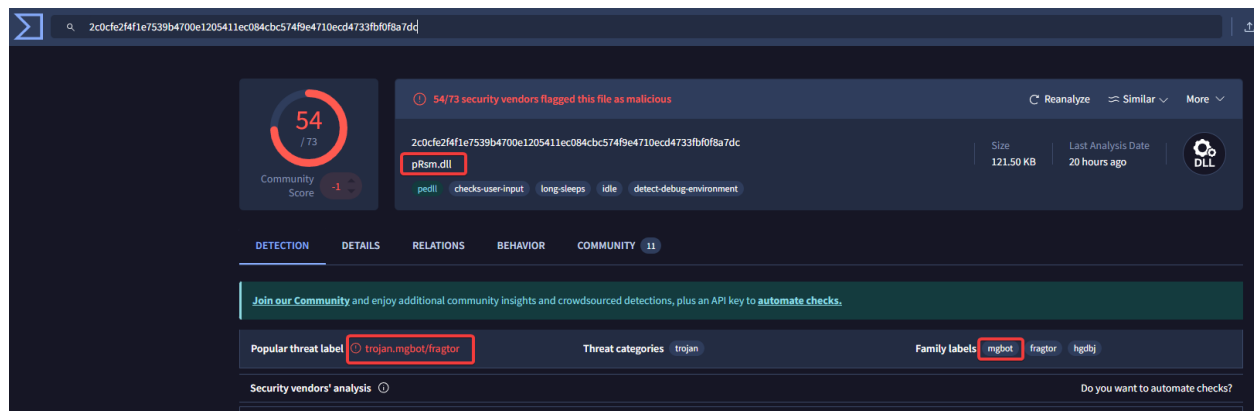 2c0cfe2f4f1e7539b4700e1205411ec084cbc574f9e4710ecd4733fbf0f8a7dc
54
/ 73
Community
Score
-1
54/73 security vendors flagged this file as malicious
Reanalyze
Similar
More
2c0cfe2f4f1e7539b4700e1205411ec084cbc574f9e4710ecd4733fbf0f8a7dc
pRsm.dll
pedll checks-user-input long-sleeps idle detect-debug-environment
Size
121.50 KB
Last Analysis Date
20 hours ago
DLL
DETECTION DETAILS RELATIONS BEHAVIOR COMMUNITY 11
Join our Community and enjoy additional community insights and crowdsourced detections, plus an API key to automate checks.
Popular threat label trojan.mgbot/fragtor Threat categories trojan Family labels mgbot fragtor hgdbj
Security vendors' analysis Do you want to automate checks?